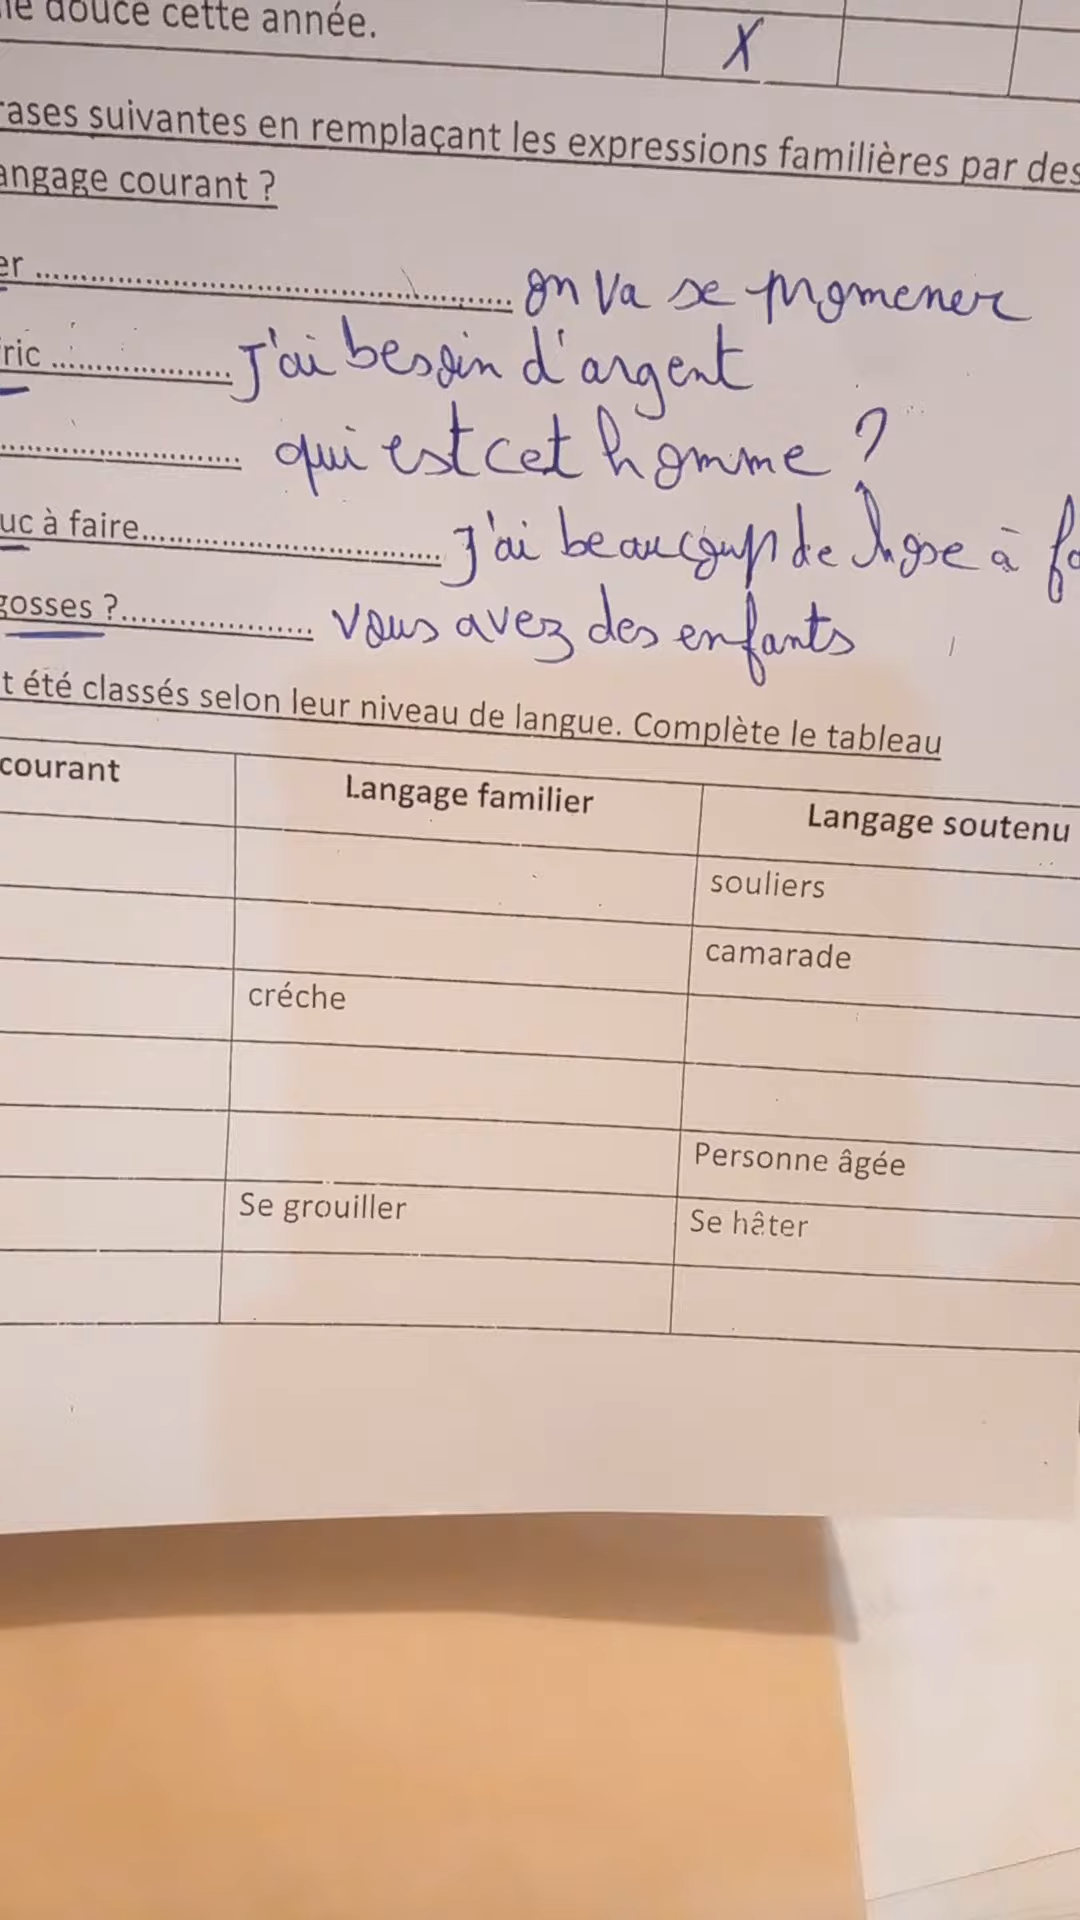 douce cette année. X
rases suivantes en remplaçant les expressions familières par des
angage courant ?
er ........................................ on va se promener
ric .................... J'ai besoin d'argent
.......................... qui est cet homme ?
uc à faire................................ J'ai beaucoup de chose à
gosses ?.................... vous avez des enfants
t été classés selon leur niveau de langue. Complète le tableau
courant Langage familier Langage soutenu
souliers
camarade
créche
Personne âgée
Se grouiller Se hâter